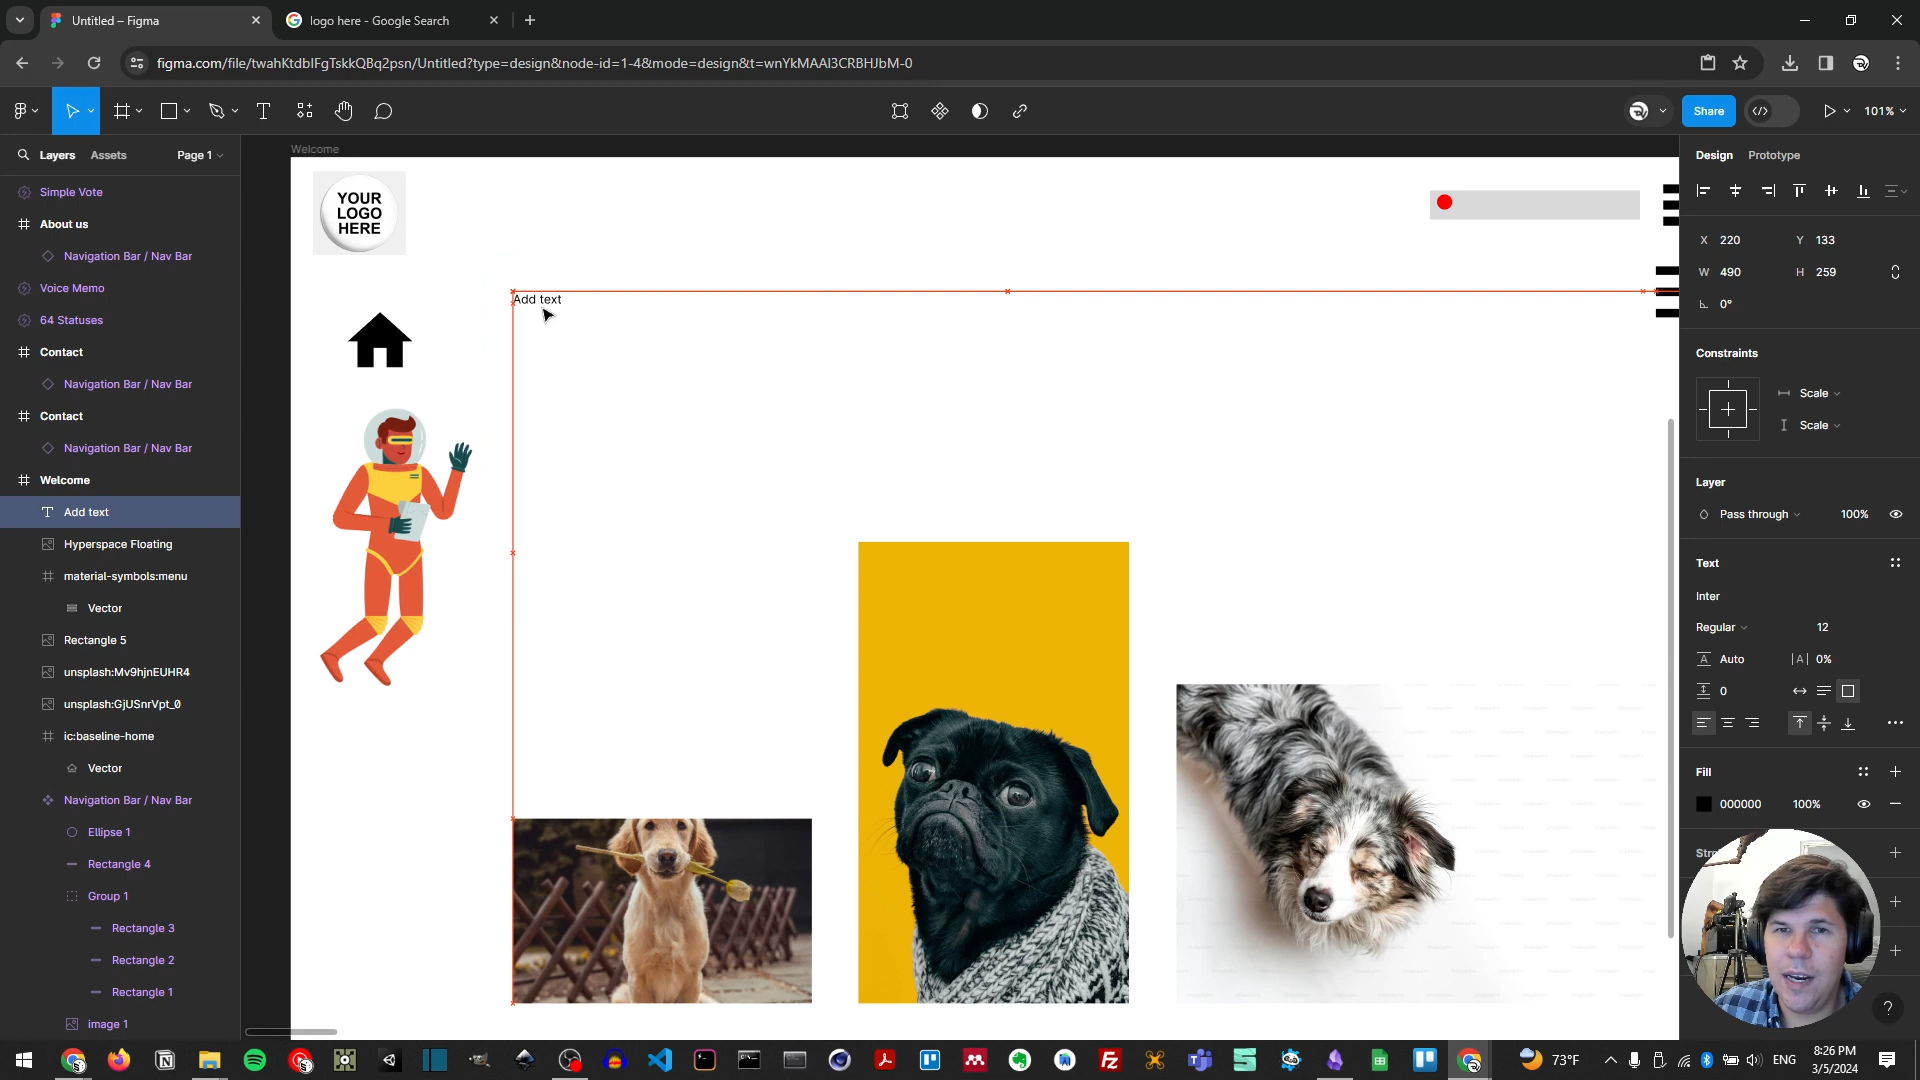 Untitled – Figma
logo here - Google Search
figma.com/file/twahKtdbIFgTskkQBq2psn/Untitled?type=design&node-id=1-4&mode=design&t=wnYkMAAI3CRBHJbM-0
Share
101%
Layers
Assets
Page 1
Simple Vote
About us
Navigation Bar / Nav Bar
Voice Memo
64 Statuses
Contact
Navigation Bar / Nav Bar
Contact
Navigation Bar / Nav Bar
Welcome
Add text
Hyperspace Floating
material-symbols:menu
Vector
Rectangle 5
unsplash:Mv9hjnEUHR4
unsplash:GjUSnrVpt_0
ic:baseline-home
Vector
Navigation Bar / Nav Bar
Ellipse 1
Rectangle 4
Group 1
Rectangle 3
Rectangle 2
Rectangle 1
image 1
Welcome
YOUR
LOGO
HERE
Add text
Design
Prototype
X 220
Y 133
W 490
H 259
0°
Constraints
Scale
Scale
Layer
Pass through
100%
Text
Inter
Regular
12
Auto
0%
0
Fill
000000
100%
?
73°F
ENG
8:26 PM
3/5/2024